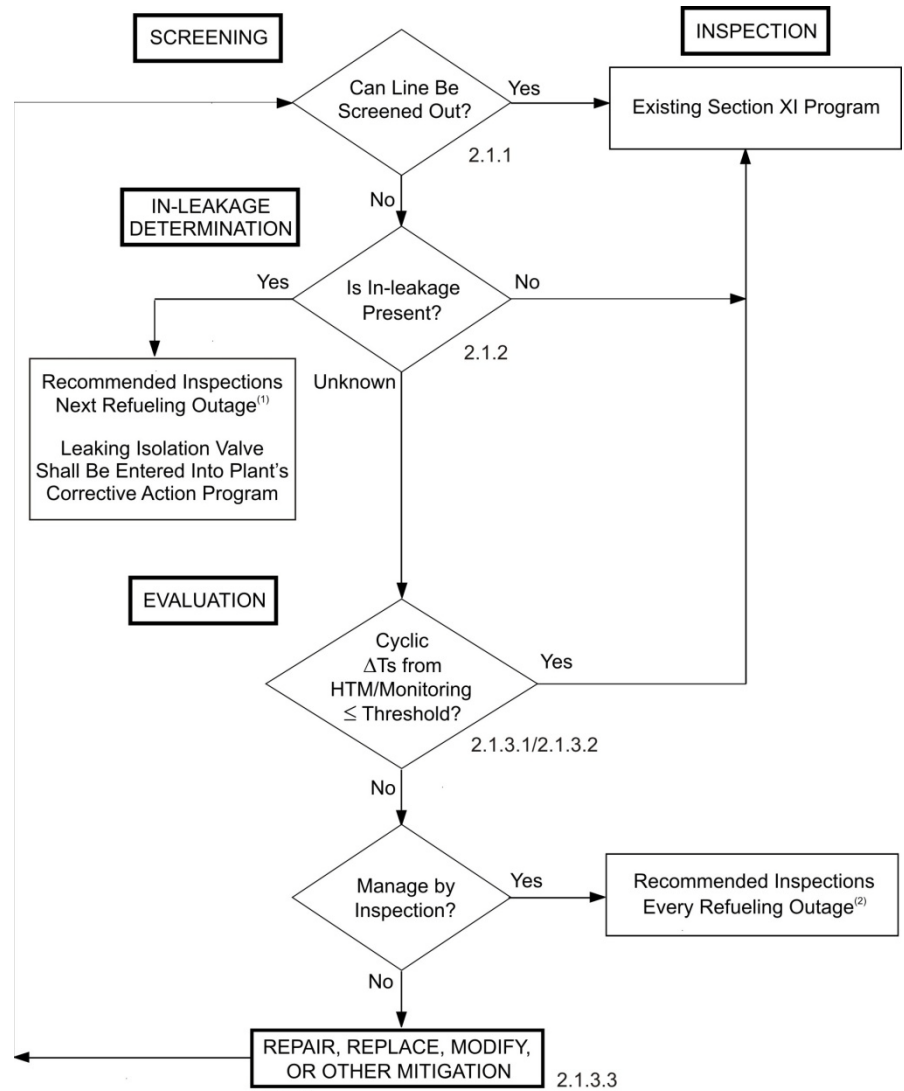 SCREENING
INSPECTION
Can Line Be
Screened Out?
Yes
Existing Section XI Program
2.1.1
No
IN-LEAKAGE
DETERMINATION
Yes
Is In-leakage
Present?
No
2.1.2
Unknown
Recommended Inspections
Next Refueling Outage(1)
Leaking Isolation Valve
Shall Be Entered Into Plant's
Corrective Action Program
EVALUATION
Cyclic
ΔTs from
HTM/Monitoring
≤ Threshold?
Yes
2.1.3.1/2.1.3.2
No
Manage by
Inspection?
Yes
Recommended Inspections
Every Refueling Outage(2)
No
REPAIR, REPLACE, MODIFY,
OR OTHER MITIGATION
2.1.3.3